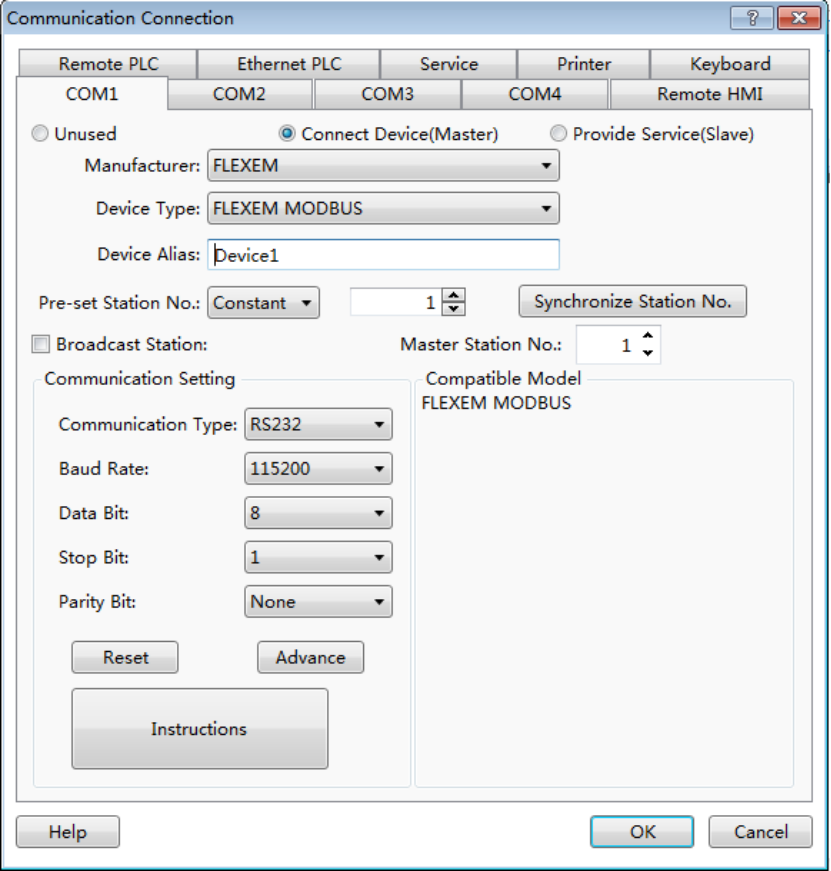 Communication Connection
?
Remote PLC Ethernet PLC Service Printer Keyboard
COM1 COM2 COM3 COM4 Remote HMI
Unused Connect Device(Master) Provide Service(Slave)
Manufacturer: FLEXEM
Device Type: FLEXEM MODBUS
Device Alias: Device1
Pre-set Station No.: Constant 1 Synchronize Station No.
Broadcast Station: Master Station No.: 1
Communication Setting Compatible Model
FLEXEM MODBUS
Communication Type: RS232
Baud Rate: 115200
Data Bit: 8
Stop Bit: 1
Parity Bit: None
Reset Advance
Instructions
Help OK Cancel